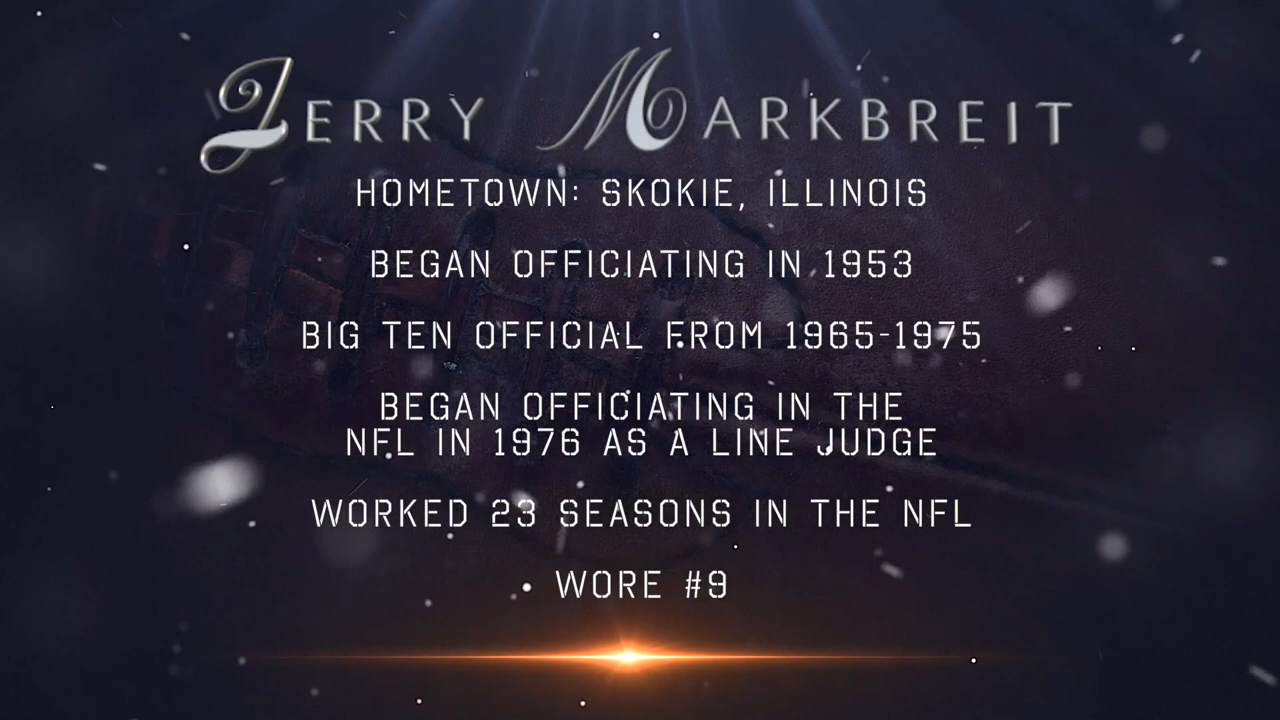 Jerry Markbreit
HOMETOWN: SKOKIE, ILLINOIS
BEGAN OFFICIATING IN 1953
BIG TEN OFFICIAL FROM 1965-1975
BEGAN OFFICIATING IN THE
NFL IN 1976 AS A LINE JUDGE
WORKED 23 SEASONS IN THE NFL
WORE #9